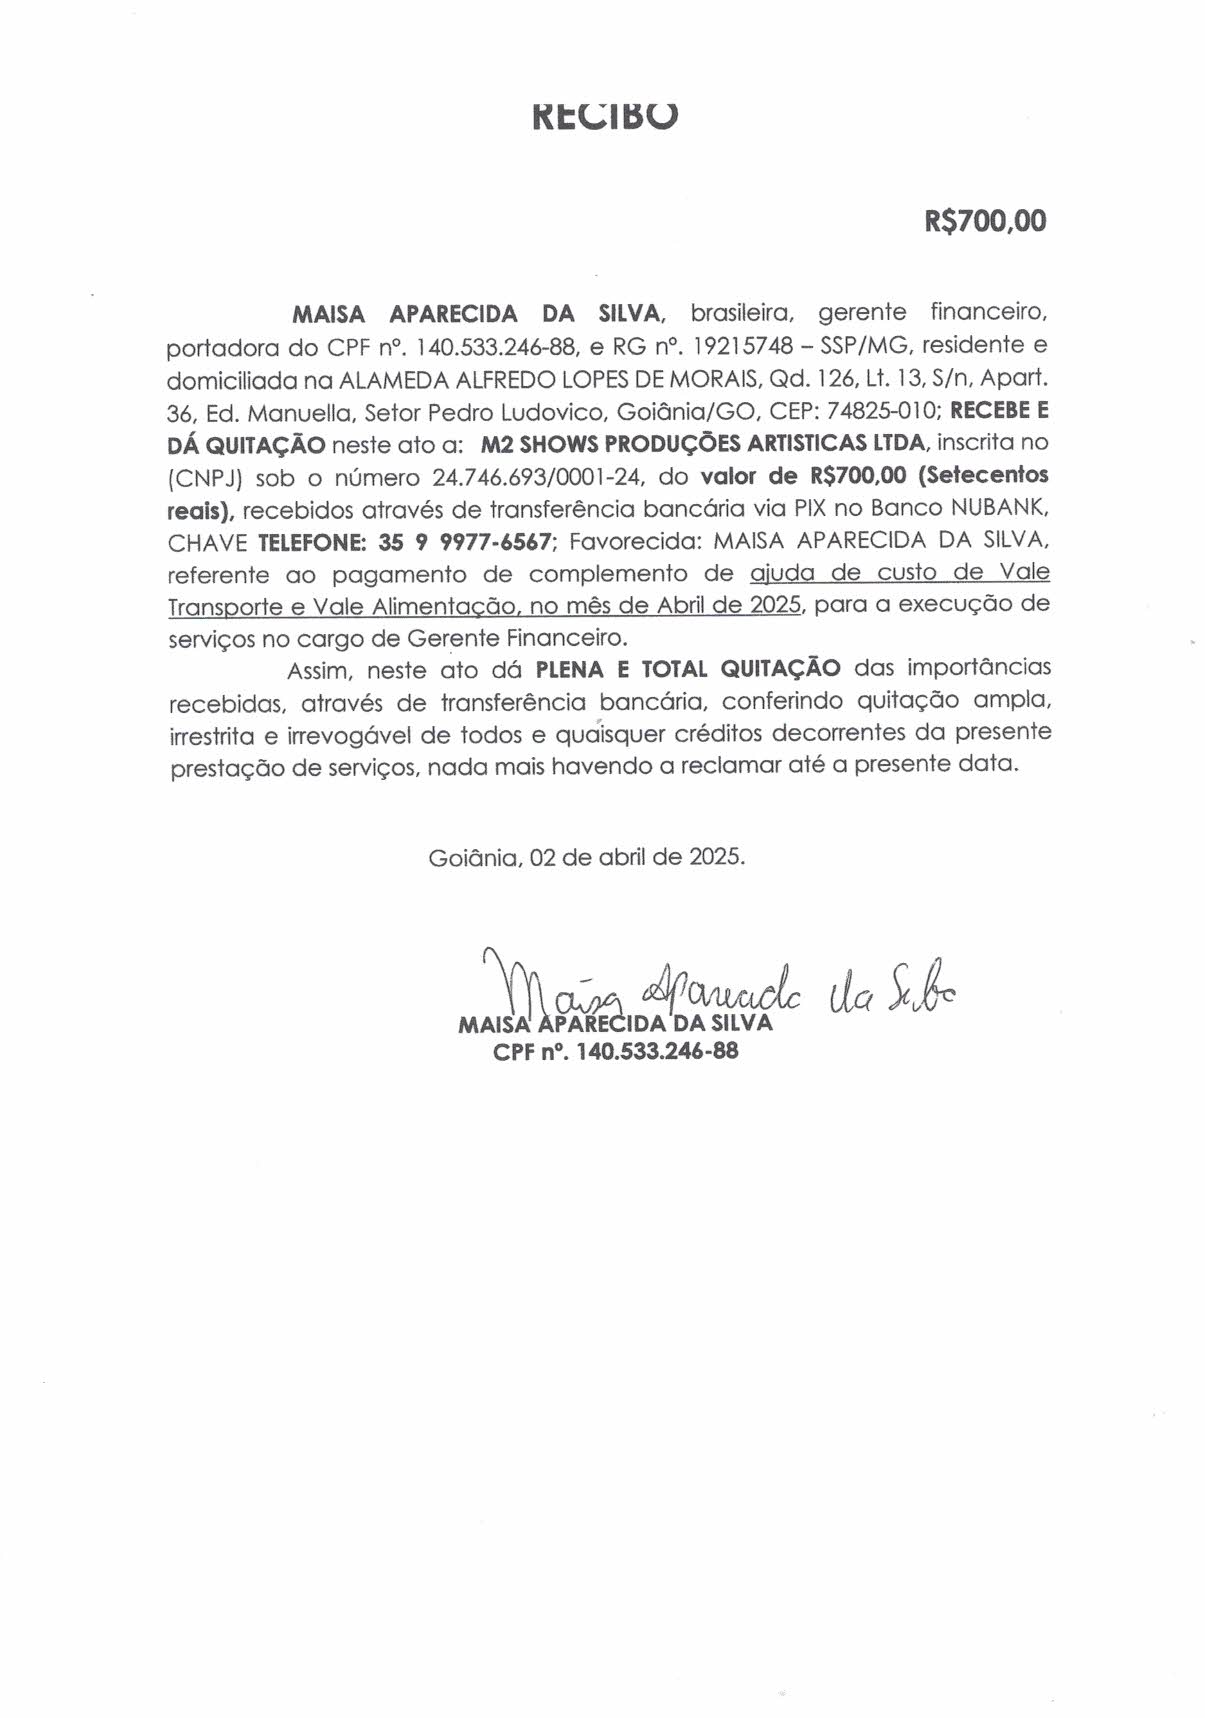 RECIBO
R$700,00
MAISA APARECIDA DA SILVA, brasileira, gerente financeiro,
portadora do CPF nº. 140.533.246-88, e RG nº. 19215748 – SSP/MG, residente e
domiciliada na ALAMEDA ALFREDO LOPES DE MORAIS, Qd. 126, Lt. 13, S/n, Apart.
36, Ed. Manuella, Setor Pedro Ludovico, Goiânia/GO, CEP: 74825-010; RECEBE E
DÁ QUITAÇÃO neste ato a: M2 SHOWS PRODUÇÕES ARTISTICAS LTDA, inscrita no
(CNPJ) sob o número 24.746.693/0001-24, do valor de R$700,00 (Setecentos
reais), recebidos através de transferência bancária via PIX no Banco NUBANK,
CHAVE TELEFONE: 35 9 9977-6567; Favorecida: MAISA APARECIDA DA SILVA,
referente ao pagamento de complemento de ajuda de custo de Vale
Transporte e Vale Alimentação, no mês de Abril de 2025, para a execução de
serviços no cargo de Gerente Financeiro.
Assim, neste ato dá PLENA E TOTAL QUITAÇÃO das importâncias
recebidas, através de transferência bancária, conferindo quitação ampla,
irrestrita e irrevogável de todos e quaisquer créditos decorrentes da presente
prestação de serviços, nada mais havendo a reclamar até a presente data.
Goiânia, 02 de abril de 2025.
Maisa Aparecida da Silva
MAISA APARECIDA DA SILVA
CPF nº. 140.533.246-88